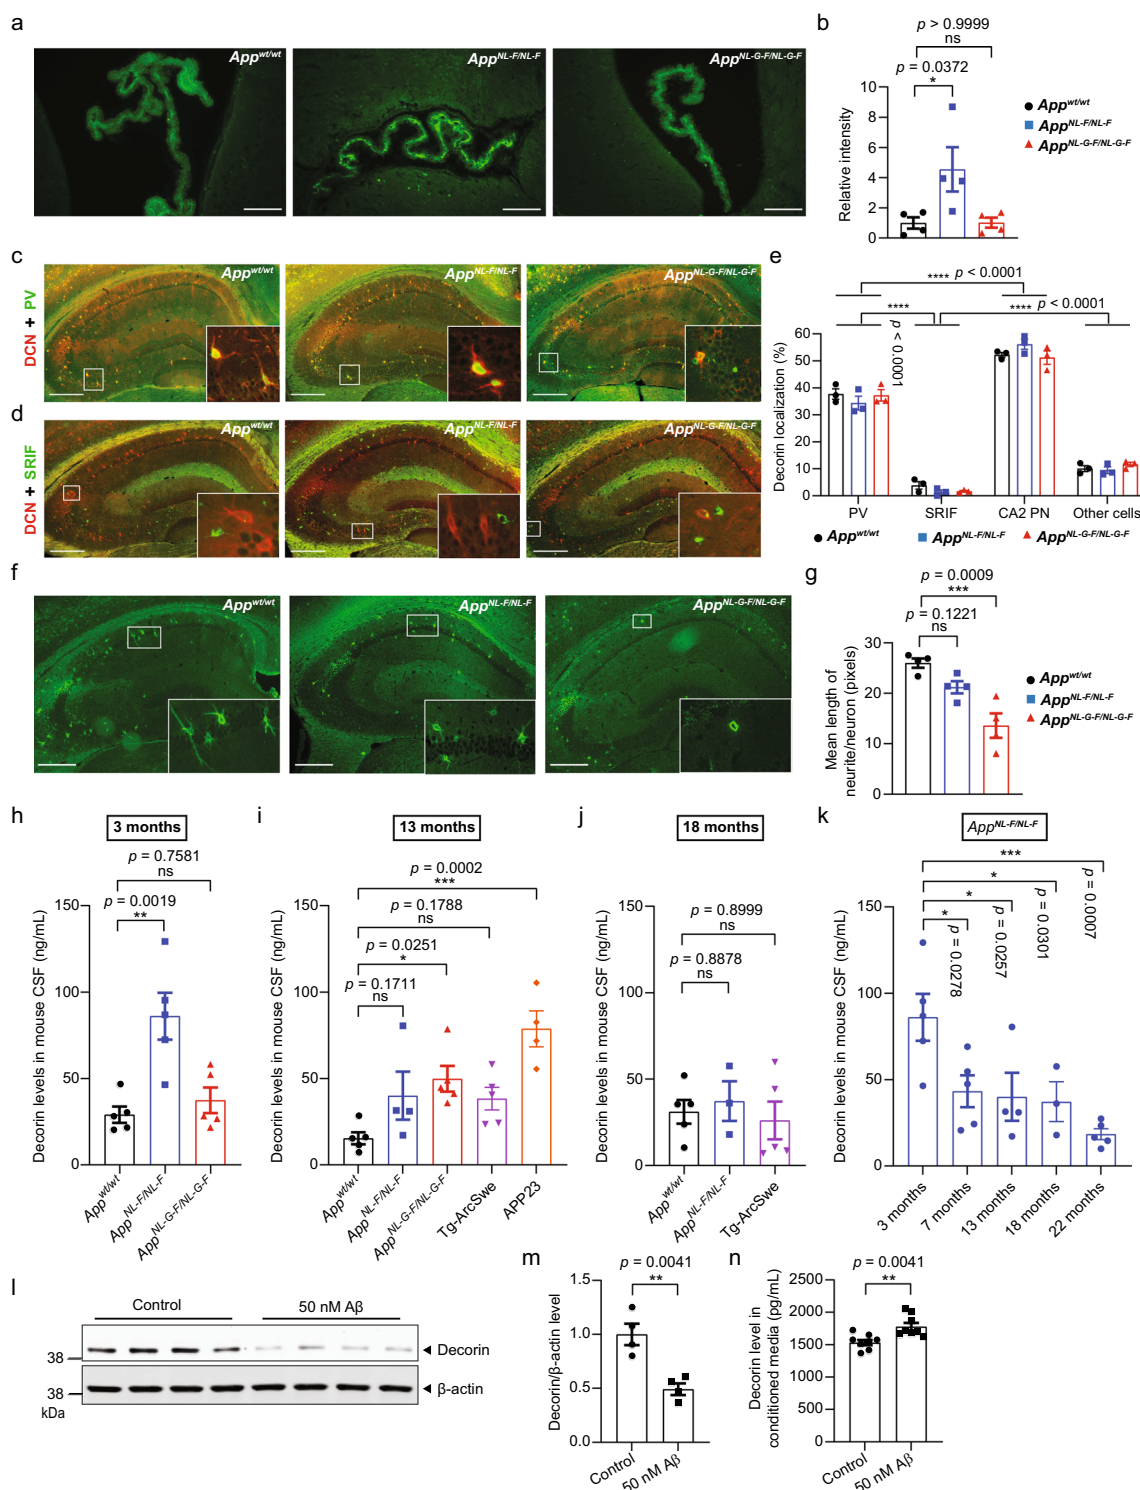 a
App^wt/wt
App^NL-F/NL-F
App^NL-G-F/NL-G-F
b
p > 0.9999
ns
p = 0.0372
*
Relative intensity
10
8
6
4
2
0
App^wt/wt
App^NL-F/NL-F
App^NL-G-F/NL-G-F
c
DCN + PV
App^wt/wt
App^NL-F/NL-F
App^NL-G-F/NL-G-F
d
DCN + SRIF
App^wt/wt
App^NL-F/NL-F
App^NL-G-F/NL-G-F
e
**** p < 0.0001
****
**** p < 0.0001
p < 0.0001
Decorin localization (%)
60
50
40
30
20
10
0
PV
SRIF
CA2 PN
Other cells
App^wt/wt
App^NL-F/NL-F
App^NL-G-F/NL-G-F
f
App^wt/wt
App^NL-F/NL-F
App^NL-G-F/NL-G-F
g
p = 0.0009
***
p = 0.1221
ns
Mean length of
neurite/neuron (pixels)
30
20
10
0
App^wt/wt
App^NL-F/NL-F
App^NL-G-F/NL-G-F
h
3 months
p = 0.7581
ns
p = 0.0019
**
Decorin levels in mouse CSF (ng/mL)
150
100
50
0
App^wt/wt
App^NL-F/NL-F
App^NL-G-F/NL-G-F
i
13 months
p = 0.0002
***
p = 0.1788
ns
p = 0.0251
*
p = 0.1711
ns
Decorin levels in mouse CSF (ng/mL)
150
100
50
0
App^wt/wt
App^NL-F/NL-F
App^NL-G-F/NL-G-F
Tg-ArcSwe
APP23
j
18 months
p = 0.8999
ns
p = 0.8878
ns
Decorin levels in mouse CSF (ng/mL)
150
100
50
0
App^wt/wt
App^NL-F/NL-F
Tg-ArcSwe
k
App^NL-F/NL-F
***
*
*
*
p = 0.0278
p = 0.0257
p = 0.0301
p = 0.0007
Decorin levels in mouse CSF (ng/mL)
150
100
50
0
3 months
7 months
13 months
18 months
22 months
l
Control
50 nM Aβ
38
Decorin
38
β-actin
kDa
m
p = 0.0041
**
Decorin/β-actin level
1.5
1.0
0.5
0.0
Control
50 nM Aβ
n
p = 0.0041
**
Decorin level in
conditioned media (pg/mL)
2500
2000
1500
1000
500
0
Control
50 nM Aβ